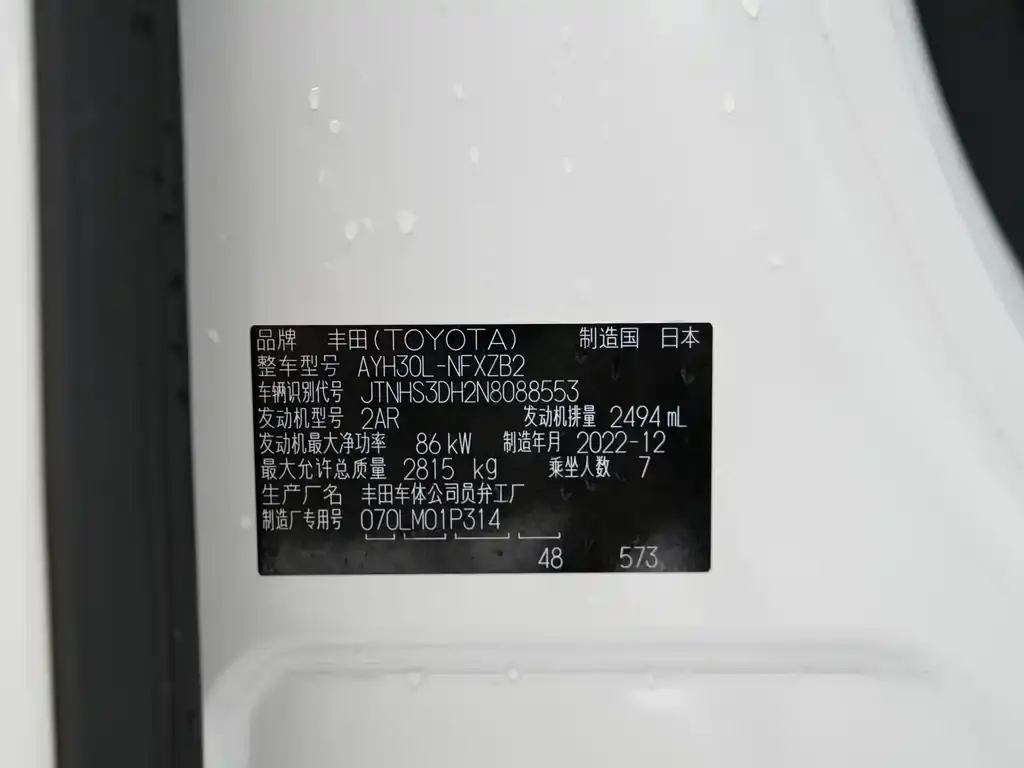 品牌 丰田(TOYOTA) 制造国 日本
整车型号 AYH30L-NFXZB2
车辆识别代号 JTNHS3DH2N8088553
发动机型号 2AR 发动机排量 2494 mL
发动机最大净功率 86 kW 制造年月 2022-12
最大允许总质量 2815 kg 乘坐人数 7
生产厂名 丰田车体公司员弁工厂
制造厂专用号 070LM01P314
48 573